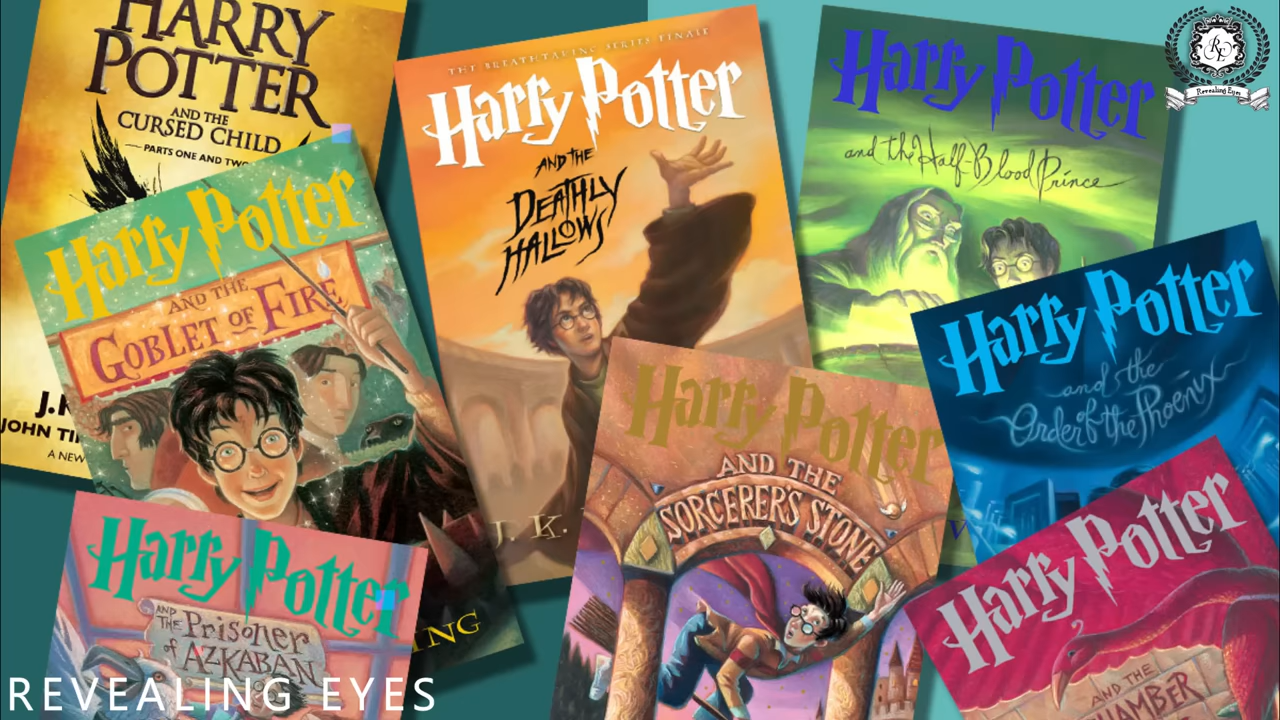 HARRY
POTTER
AND THE
CURSED CHILD
PARTS ONE AND TWO
JOHN
A NEW
Harry Potter
AND THE
GOBLET OF FIRE
Harry Potter
AND THE Prisoner
of AZKABAN
REVEALING EYES
THE BREATHTAKING SERIES FINALE
Harry Potter
AND THE
DEATHLY
HALLOWS
J. K.
Harry Potter
AND THE
SORCERER'S STONE
Harry Potter
and the Half-Blood Prince
Harry Potter
and the
Order of the Phoenix
Harry Potter
AND THE
RE
Revealing Eyes